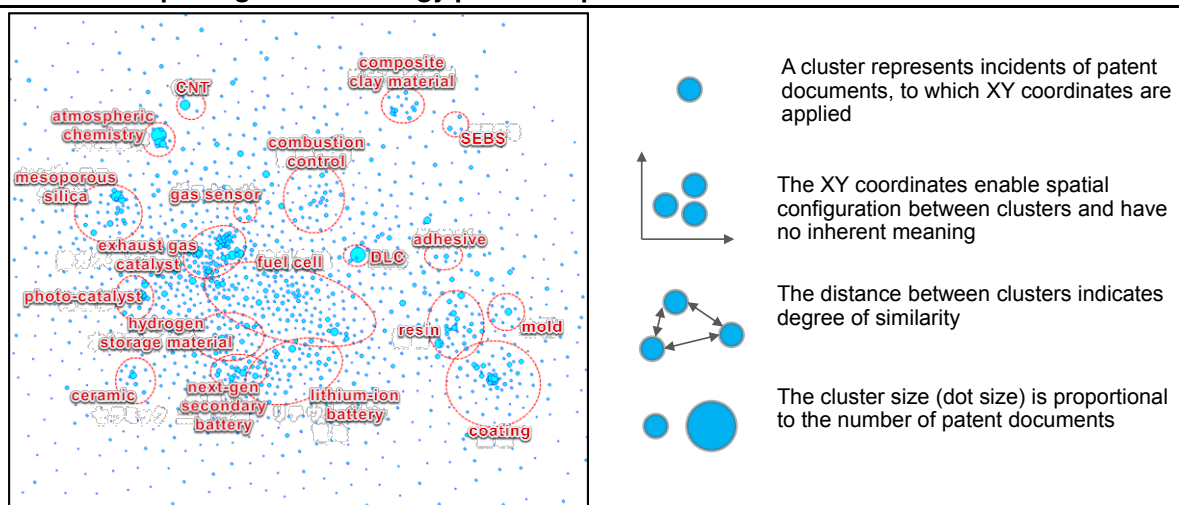 CNT
composite
clay material
atmospheric
chemistry
SEBS
combustion
control
mesoporous
silica
gas sensor
exhaust gas
catalyst
fuel cell
DLC
adhesive
photo-catalyst
hydrogen
storage material
resin
mold
ceramic
next-gen
secondary
battery
lithium-ion
battery
coating
A cluster represents incidents of patent
documents, to which XY coordinates are
applied
The XY coordinates enable spatial
configuration between clusters and have
no inherent meaning
The distance between clusters indicates
degree of similarity
The cluster size (dot size) is proportional
to the number of patent documents